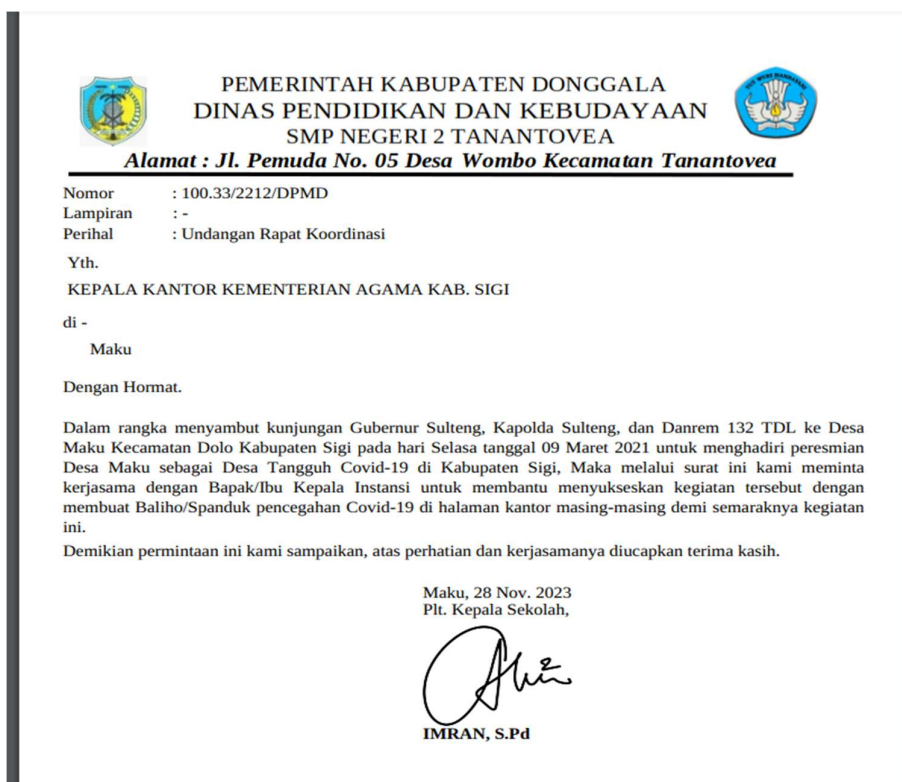 PEMERINTAH KABUPATEN DONGGALA
DINAS PENDIDIKAN DAN KEBUDAYAAN
SMP NEGERI 2 TANANTOVEA
Alamat : Jl. Pemuda No. 05 Desa Wombo Kecamatan Tanantovea
Nomor : 100.33/2212/DPMD
Lampiran : -
Perihal : Undangan Rapat Koordinasi
Yth.
KEPALA KANTOR KEMENTERIAN AGAMA KAB. SIGI
di -
Maku
Dengan Hormat.
Dalam rangka menyambut kunjungan Gubernur Sulteng, Kapolda Sulteng, dan Danrem 132 TDL ke Desa
Maku Kecamatan Dolo Kabupaten Sigi pada hari Selasa tanggal 09 Maret 2021 untuk menghadiri peresmian
Desa Maku sebagai Desa Tangguh Covid-19 di Kabupaten Sigi, Maka melalui surat ini kami meminta
kerjasama dengan Bapak/Ibu Kepala Instansi untuk membantu menyukseskan kegiatan tersebut dengan
membuat Baliho/Spanduk pencegahan Covid-19 di halaman kantor masing-masing demi semaraknya kegiatan
ini.
Demikian permintaan ini kami sampaikan, atas perhatian dan kerjasamanya diucapkan terima kasih.
Maku, 28 Nov. 2023
Plt. Kepala Sekolah,
IMRAN, S.Pd